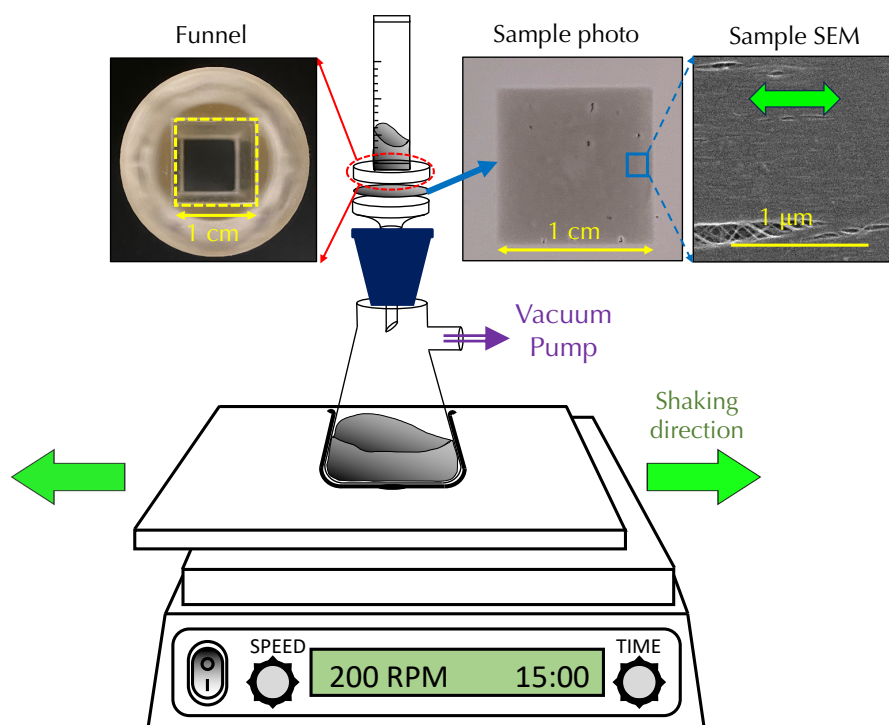 Funnel
Sample photo
Sample SEM
1 cm
1 cm
1 μm
Vacuum
Pump
Shaking
direction
SPEED
TIME
200 RPM 15:00